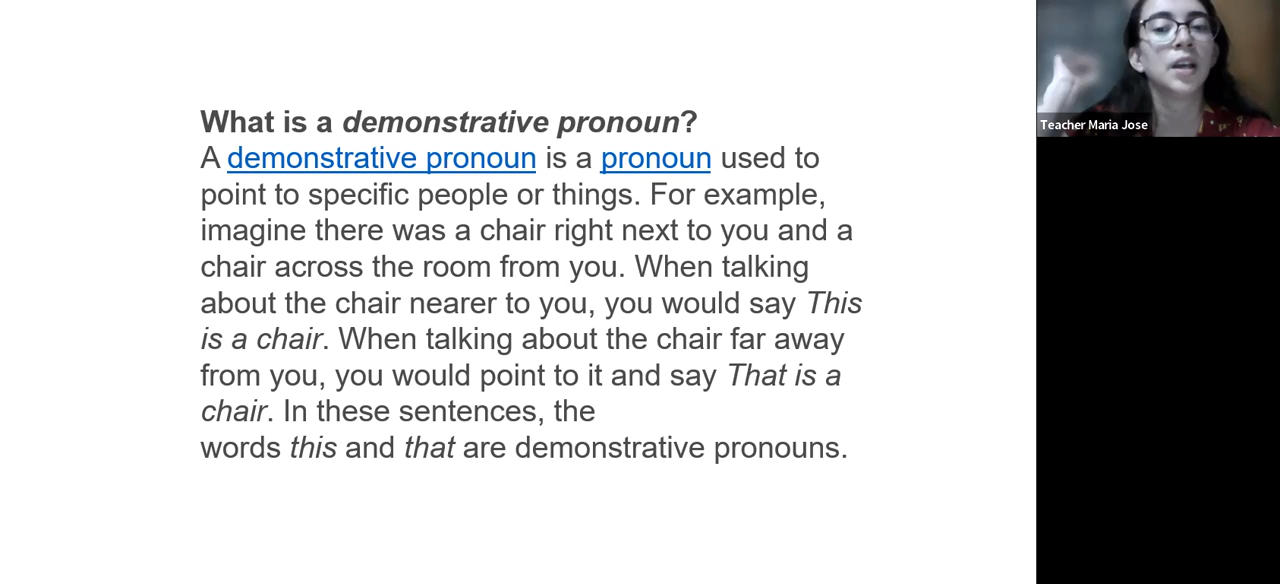 What is a demonstrative pronoun?
A demonstrative pronoun is a pronoun used to
point to specific people or things. For example,
imagine there was a chair right next to you and a
chair across the room from you. When talking
about the chair nearer to you, you would say This
is a chair. When talking about the chair far away
from you, you would point to it and say That is a
chair. In these sentences, the
words this and that are demonstrative pronouns.
Teacher Maria Jose